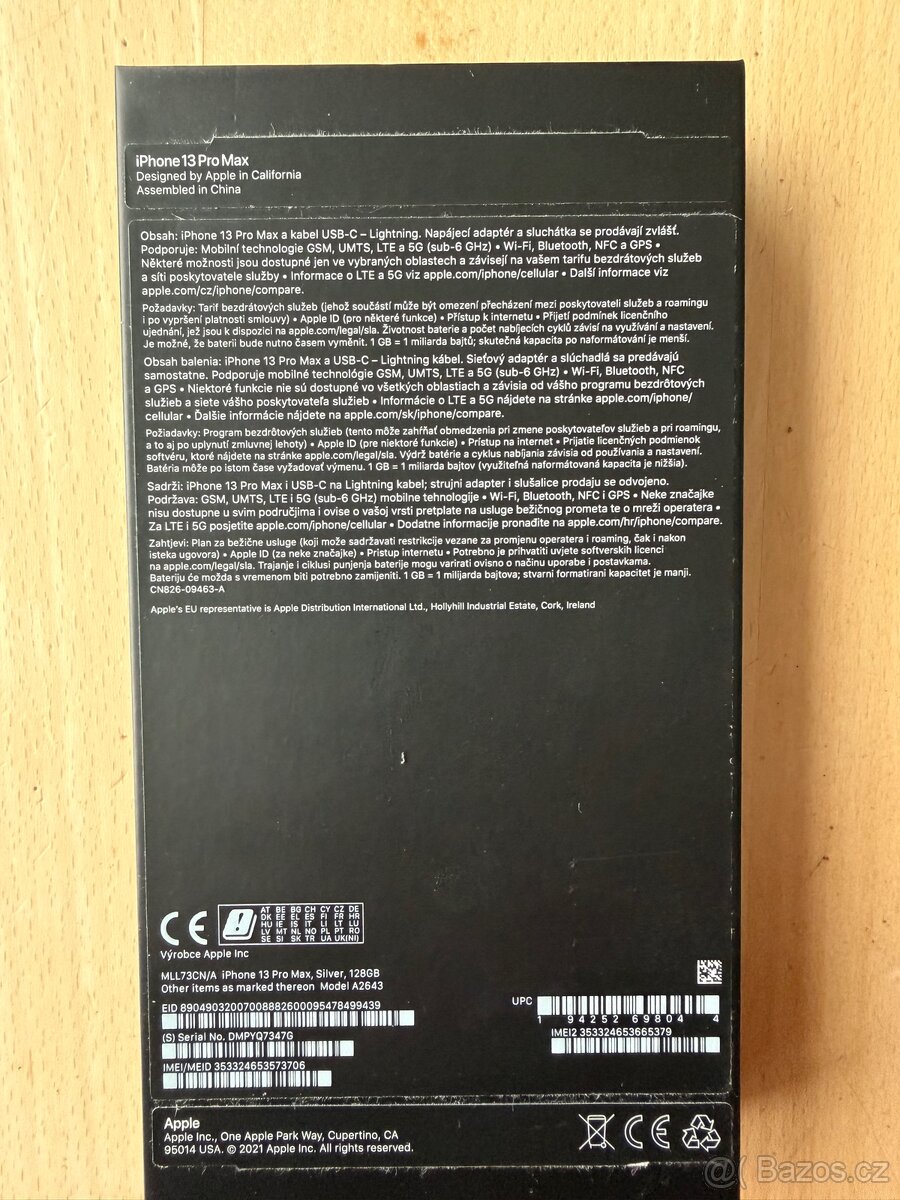 iPhone 13 Pro Max
Designed by Apple in California
Assembled in China
Obsah: iPhone 13 Pro Max a kabel USB-C – Lightning. Napájecí adaptér a sluchátka se prodávají zvlášť.
Podporuje: Mobilní technologie GSM, UMTS, LTE a 5G (sub-6 GHz) • Wi-Fi, Bluetooth, NFC a GPS •
Některé možnosti jsou dostupné jen ve vybraných oblastech a závisejí na vašem tarifu bezdrátových služeb
a síti poskytovatele služby • Informace o LTE a 5G viz apple.com/iphone/cellular • Další informace viz
apple.com/cz/iphone/compare.
Požadavky: Tarif bezdrátových služeb (jehož součástí může být omezení přecházení mezi poskytovateli služeb a roamingu
i po vypršení platnosti smlouvy) • Apple ID (pro některé funkce) • Přístup k internetu • Přijetí podmínek licenčního
ujednání, jež jsou k dispozici na apple.com/legal/sla. Životnost baterie a počet nabíjecích cyklů závisí na využívání a nastavení.
Je možné, že baterii bude nutno časem vyměnit. 1 GB = 1 miliarda bajtů; skutečná kapacita po naformátování je menší.
Obsah balenia: iPhone 13 Pro Max a USB-C – Lightning kábel. Sieťový adaptér a slúchadlá sa predávajú
samostatne. Podporuje mobilné technológie GSM, UMTS, LTE a 5G (sub-6 GHz) • Wi-Fi, Bluetooth, NFC
a GPS • Niektoré funkcie nie sú dostupné vo všetkých oblastiach a závisia od vášho programu bezdrôtových
služieb a siete vášho poskytovateľa služieb • Informácie o LTE a 5G nájdete na stránke apple.com/iphone/
cellular • Ďalšie informácie nájdete na apple.com/sk/iphone/compare.
Požiadavky: Program bezdrôtových služieb (tento môže zahŕňať obmedzenia pri zmene poskytovateľov služieb a pri roamingu,
a to aj po uplynutí zmluvnej lehoty) • Apple ID (pre niektoré funkcie) • Prístup na internet • Prijatie licenčných podmienok
softvéru, ktoré nájdete na stránke apple.com/legal/sla. Výdrž batérie a cyklus nabíjania závisia od používania a nastavení.
Batéria môže po istom čase vyžadovať výmenu. 1 GB = 1 miliarda bajtov (využiteľná naformátovaná kapacita je nižšia).
Sadrži: iPhone 13 Pro Max i USB-C na Lightning kabel; strujni adapter i slušalice prodaju se odvojeno.
Podržava: GSM, UMTS, LTE i 5G (sub-6 GHz) mobilne tehnologije • Wi-Fi, Bluetooth, NFC i GPS • Neke značajke
nisu dostupne u svim područjima i ovise o vašoj vrsti pretplate na usluge bežičnog prometa te o mreži operatera •
Za LTE i 5G posjetite apple.com/iphone/cellular • Dodatne informacije pronađite na apple.com/hr/iphone/compare.
Zahtjevi: Plan za bežične usluge (koji može sadržavati restrikcije vezane za promjenu operatera i roaming, čak i nakon
isteka ugovora) • Apple ID (za neke značajke) • Pristup internetu • Potrebno je prihvatiti uvjete softverskih licenci
na apple.com/legal/sla. Trajanje i ciklusi punjenja baterije mogu varirati ovisno o načinu uporabe i postavkama.
Bateriju će možda s vremenom biti potrebno zamijeniti. 1 GB = 1 milijarda bajtova; stvarni formatirani kapacitet je manji.
CN826-09463-A
Apple's EU representative is Apple Distribution International Ltd., Hollyhill Industrial Estate, Cork, Ireland
CE
AT BE BG CH CY CZ DE
DK EE EL ES FI FR HR
HU IE IS IT LI LT LU
LV MT NL NO PL PT RO
SE SI SK TR UA UK(NI)
Výrobce Apple Inc
MLL73CN/A iPhone 13 Pro Max, Silver, 128GB
Other items as marked thereon Model A2643
EID 89049032007008882600095478499439
UPC
1 94252 69804 4
(S) Serial No. DMPYQ7347G
IMEI2 353324653665379
IMEI/MEID 353324653573706
Apple
Apple Inc., One Apple Park Way, Cupertino, CA
95014 USA. © 2021 Apple Inc. All rights reserved.
CE
@( Bazos.cz